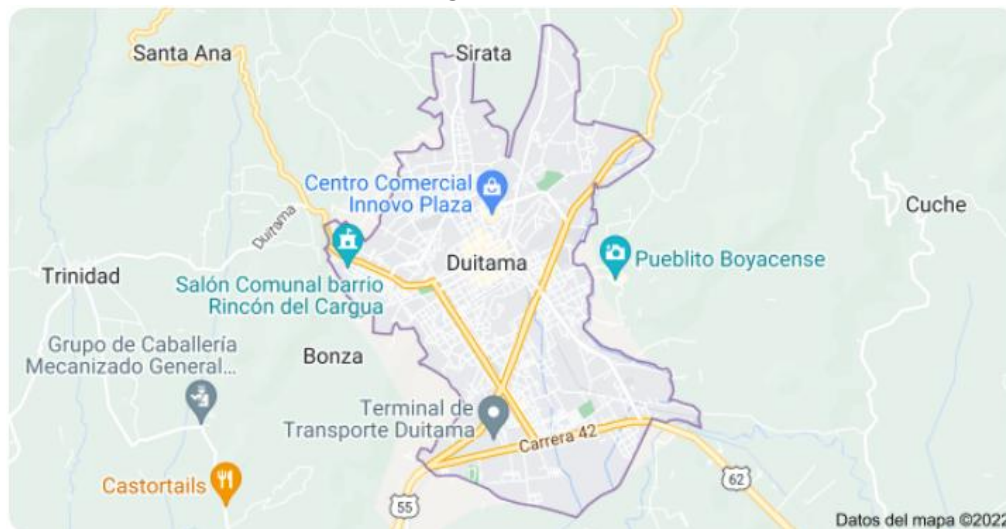 Santa Ana
Sirata
Centro Comercial
Innovo Plaza
Cuche
Duitama
Duitama
Pueblito Boyacense
Trinidad
Salón Comunal barrio
Rincón del Cargua
Grupo de Caballería
Mecanizado General...
Bonza
Terminal de
Transporte Duitama
Carrera 42
Castortails
55
62
Datos del mapa ©2022